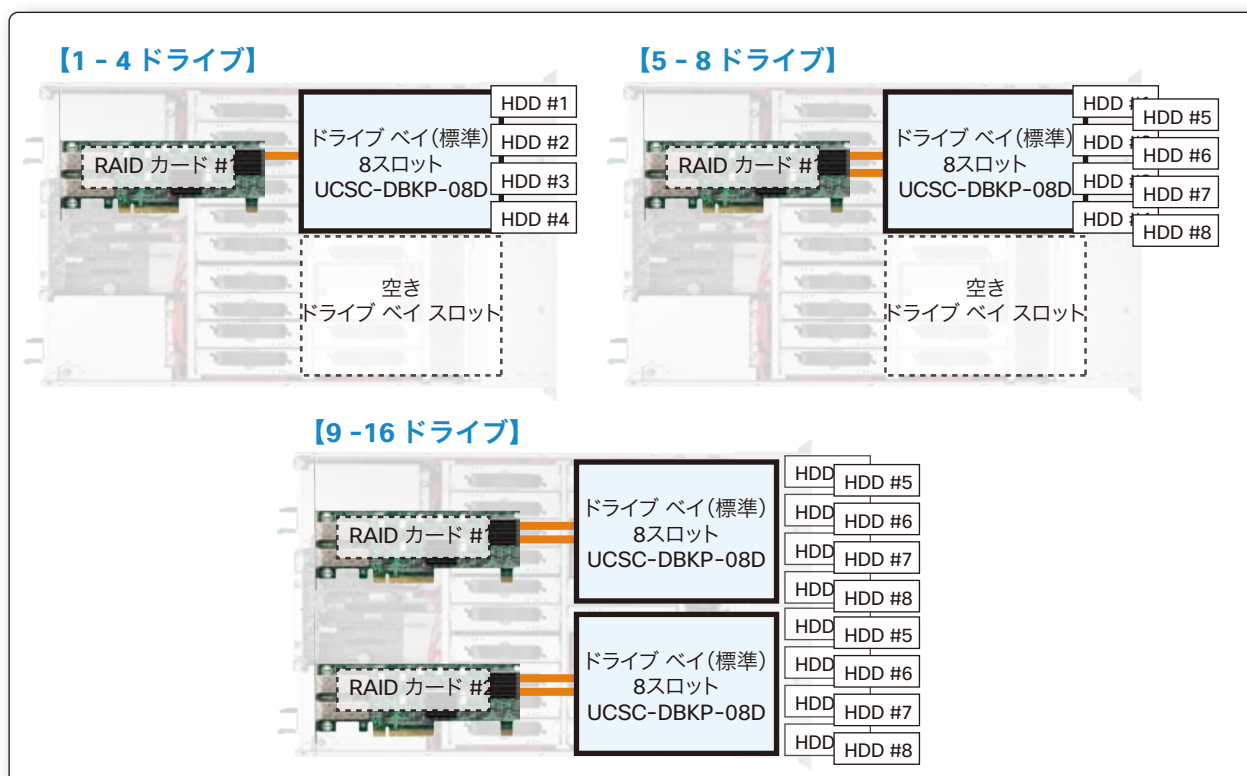 【1 - 4 ドライブ】
RAID カード #1
ドライブ ベイ（標準）
8スロット
UCSC-DBKP-08D
HDD #1
HDD #2
HDD #3
HDD #4
空き
ドライブ ベイ スロット
【5 - 8 ドライブ】
RAID カード #1
ドライブ ベイ（標準）
8スロット
UCSC-DBKP-08D
HDD
HDD #5
HDD
HDD #6
HDD
HDD #7
HDD
HDD #8
空き
ドライブ ベイ スロット
【9 -16 ドライブ】
RAID カード #1
ドライブ ベイ（標準）
8スロット
UCSC-DBKP-08D
HDD
HDD #5
HDD
HDD #6
HDD
HDD #7
HDD
HDD #8
RAID カード #2
ドライブ ベイ（標準）
8スロット
UCSC-DBKP-08D
HDD
HDD #5
HDD
HDD #6
HDD
HDD #7
HDD
HDD #8